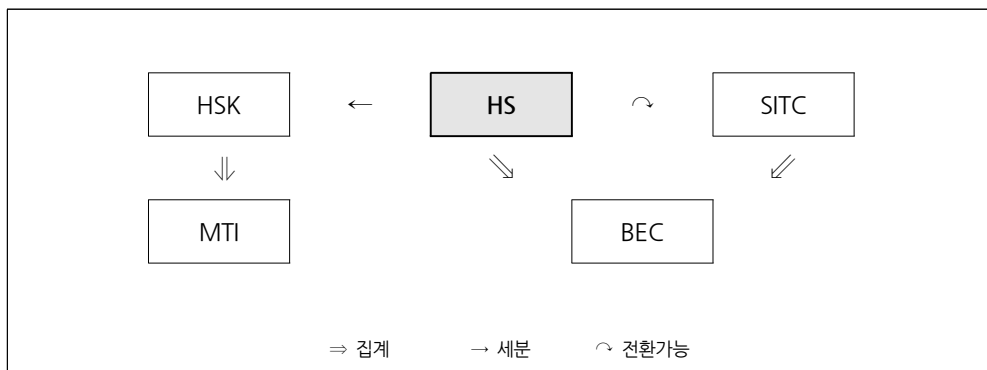 HSK ← HS ↷ SITC
⇓ ⇘ ⇙
MTI BEC
⇒ 집계 → 세분 ↷ 전환가능